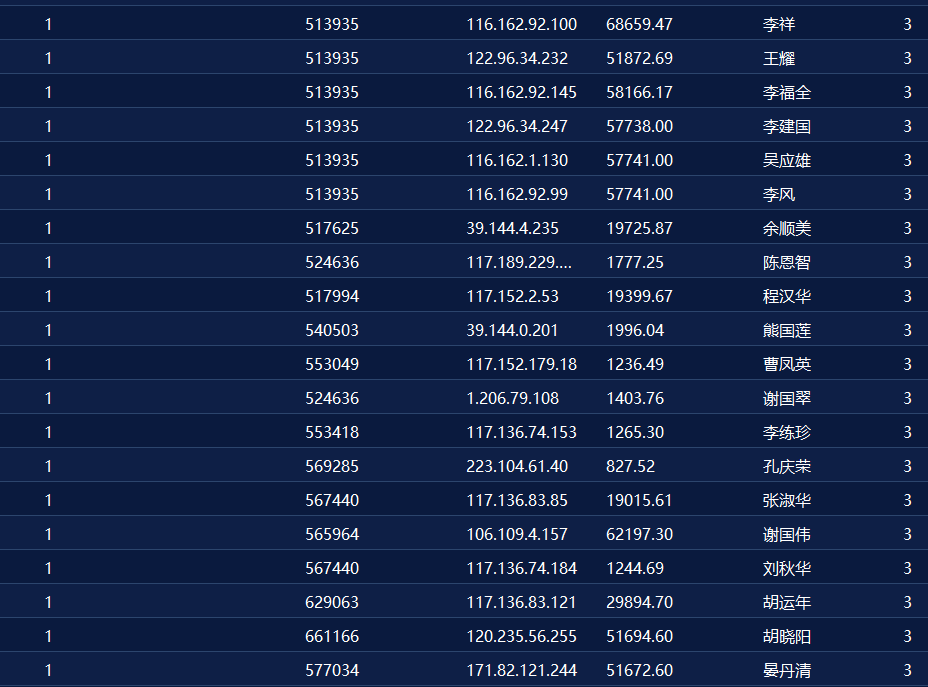 1 513935 116.162.92.100 68659.47 李祥 3
1 513935 122.96.34.232 51872.69 王耀 3
1 513935 116.162.92.145 58166.17 李福全 3
1 513935 122.96.34.247 57738.00 李建国 3
1 513935 116.162.1.130 57741.00 吴应雄 3
1 513935 116.162.92.99 57741.00 李风 3
1 517625 39.144.4.235 19725.87 余顺美 3
1 524636 117.189.229.... 1777.25 陈恩智 3
1 517994 117.152.2.53 19399.67 程汉华 3
1 540503 39.144.0.201 1996.04 熊国莲 3
1 553049 117.152.179.18 1236.49 曹凤英 3
1 524636 1.206.79.108 1403.76 谢国翠 3
1 553418 117.136.74.153 1265.30 李练珍 3
1 569285 223.104.61.40 827.52 孔庆荣 3
1 567440 117.136.83.85 19015.61 张淑华 3
1 565964 106.109.4.157 62197.30 谢国伟 3
1 567440 117.136.74.184 1244.69 刘秋华 3
1 629063 117.136.83.121 29894.70 胡运年 3
1 661166 120.235.56.255 51694.60 胡晓阳 3
1 577034 171.82.121.244 51672.60 晏丹清 3